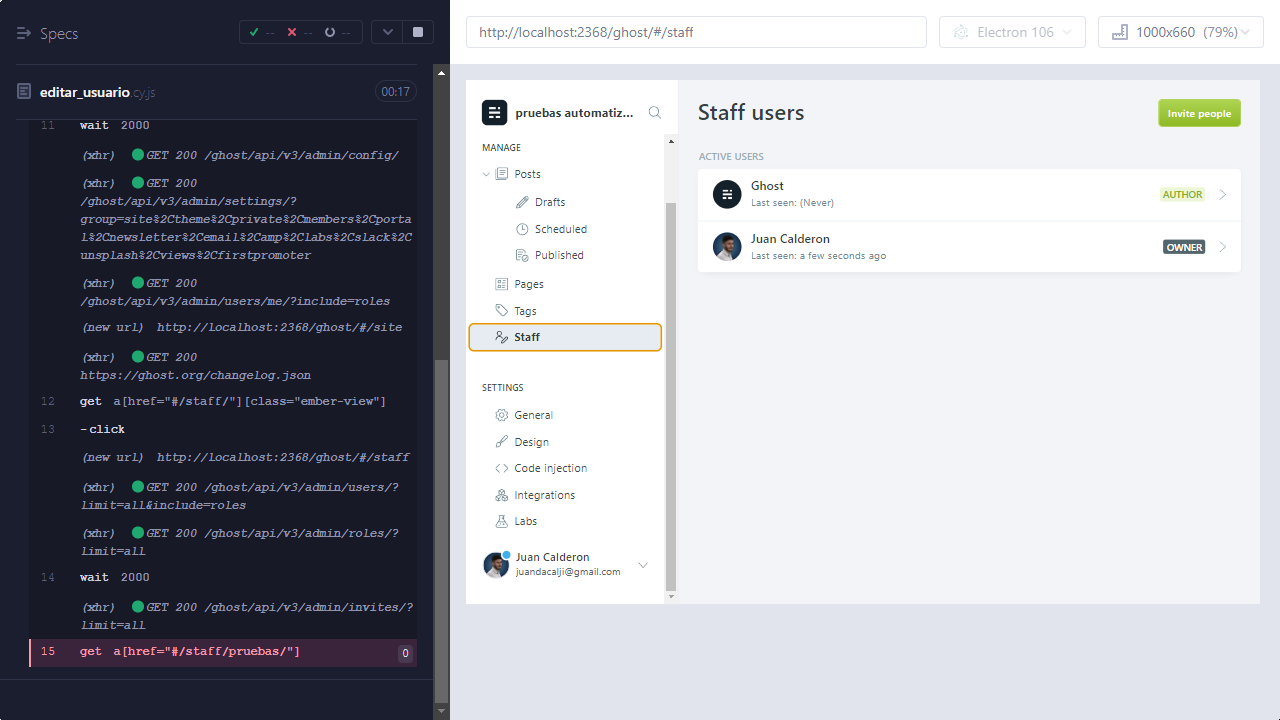 Specs
-- -- --
editar_usuario.cy.js
00:17
11 wait 2000
(xhr) GET 200 /ghost/api/v3/admin/config/
(xhr) GET 200
/ghost/api/v3/admin/settings/?
group=site%2Ctheme%2Cprivate%2Cmembers%2Cporta
l%2Cnewsletter%2Cemail%2Camp%2Clabs%2Cslack%2C
unsplash%2Cviews%2Cfirstpromoter
(xhr) GET 200
/ghost/api/v3/admin/users/me/?include=roles
(new url) http://localhost:2368/ghost/#/site
(xhr) GET 200
https://ghost.org/changelog.json
12 get a[href="#/staff/"][class="ember-view"]
13 -click
(new url) http://localhost:2368/ghost/#/staff
(xhr) GET 200 /ghost/api/v3/admin/users/?
limit=all&include=roles
(xhr) GET 200 /ghost/api/v3/admin/roles/?
limit=all
14 wait 2000
(xhr) GET 200 /ghost/api/v3/admin/invites/?
limit=all
15 get a[href="#/staff/pruebas/"] 0
http://localhost:2368/ghost/#/staff
Electron 106
1000x660 (79%)
pruebas automatiz...
MANAGE
Posts
Drafts
Scheduled
Published
Pages
Tags
Staff
SETTINGS
General
Design
Code injection
Integrations
Labs
Juan Calderon
juandacalji@gmail.com
Staff users
Invite people
ACTIVE USERS
Ghost
Last seen: (Never)
AUTHOR
Juan Calderon
Last seen: a few seconds ago
OWNER